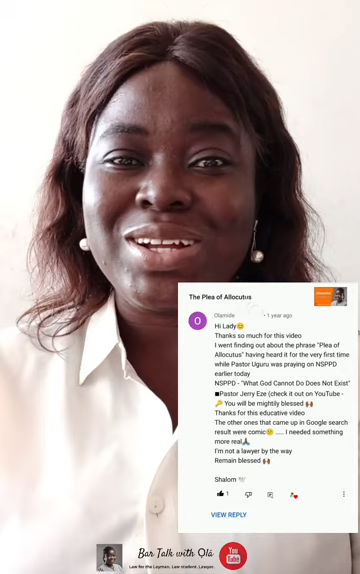 The Plea of Allocutus
O
Olamide · 1 year ago
Hi Lady😊
Thanks so much for this video
I went finding out about the phrase "Plea of
Allocutus" having heard it for the very first time
while Pastor Uguru was praying on NSPPD
earlier today
NSPPD - "What God Cannot Do Does Not Exist"
◾Pastor Jerry Eze (check it out on YouTube -
🔑 You will be mightily blessed 🙌🏾
Thanks for this educative video
The other ones that came up in Google search
result were comic😕 ..... I needed something
more real🙏
I'm not a lawyer by the way
Remain blessed 🙌🏾
Shalom 🕊
1
VIEW REPLY
Bar Talk with Olá
Law for the Layman. Law student. Lawyer.
You
Tube